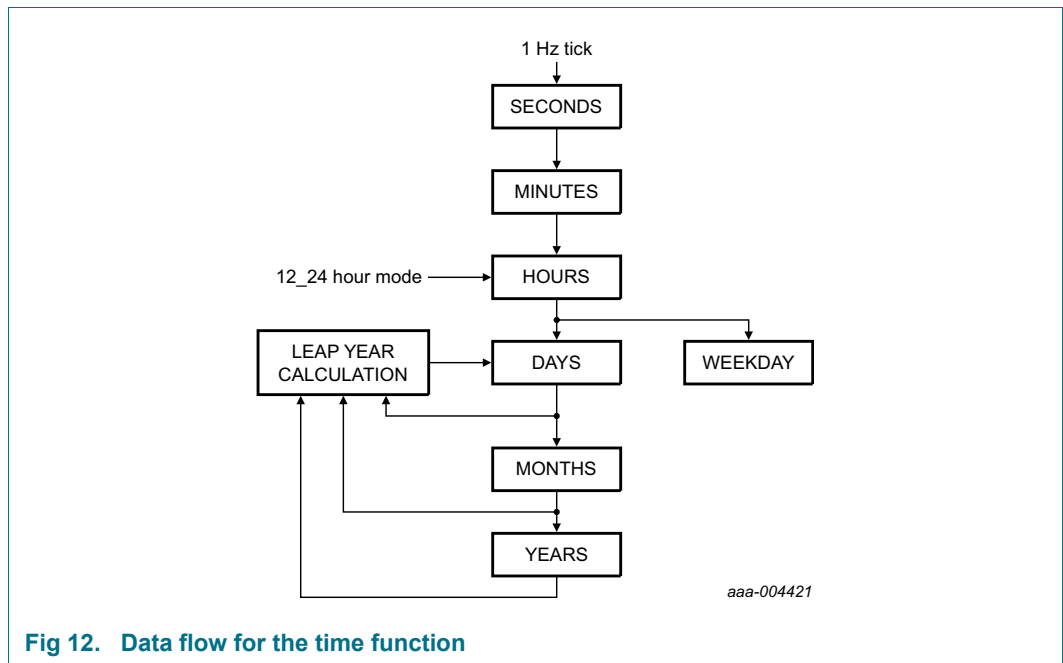 1 Hz tick
SECONDS
MINUTES
12_24 hour mode
HOURS
LEAP YEAR
CALCULATION
DAYS
WEEKDAY
MONTHS
YEARS
aaa-004421
Fig 12. Data flow for the time function